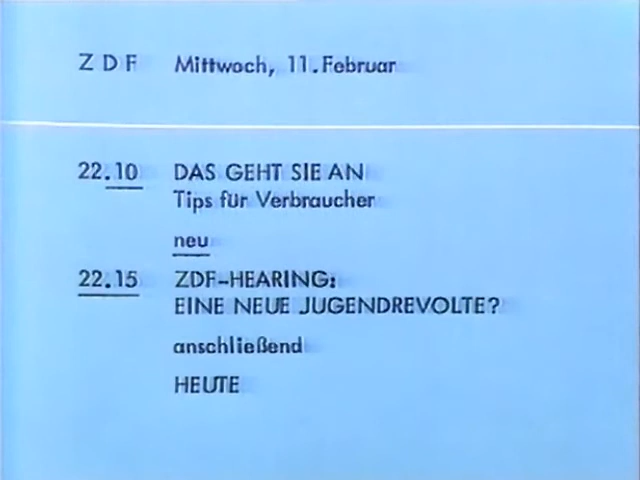 Z D F Mittwoch, 11. Februar
22.10 DAS GEHT SIE AN
Tips für Verbraucher
neu
22.15 ZDF-HEARING:
EINE NEUE JUGENDREVOLTE?
anschließend
HEUTE